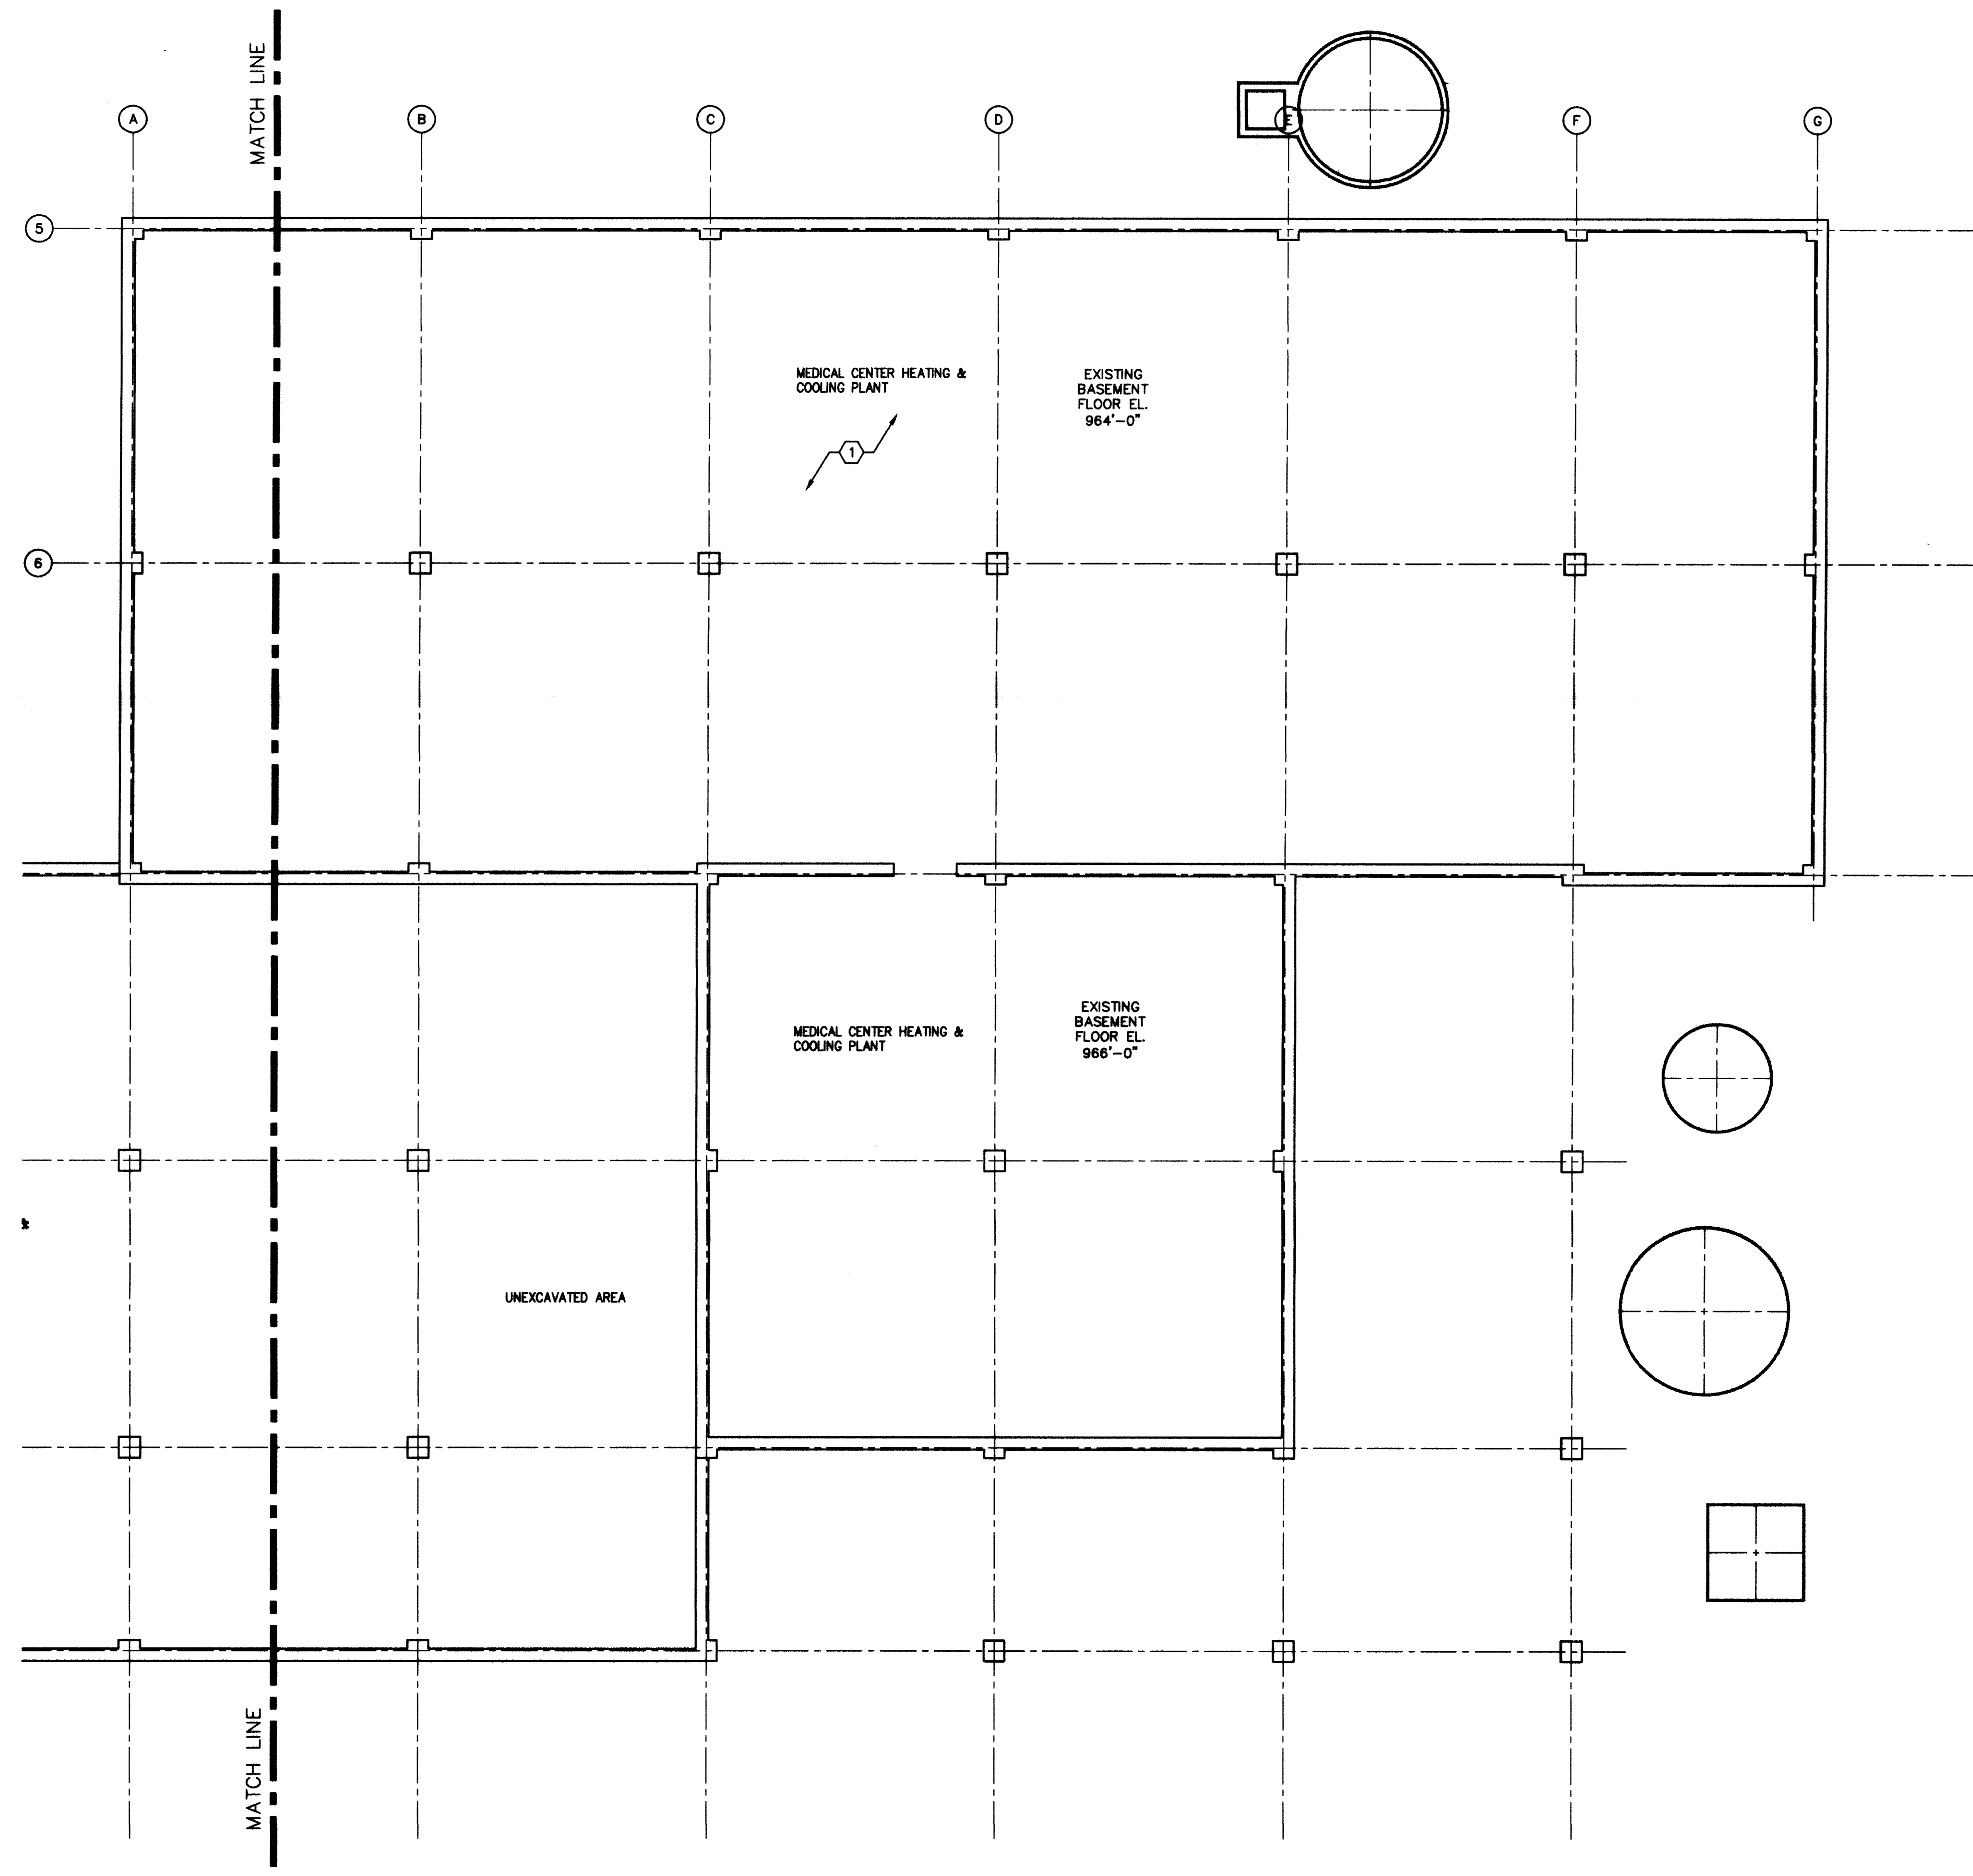 MATCH LINE
A
B
C
D
E
F
G
5
MEDICAL CENTER HEATING &
COOLING PLANT
EXISTING
BASEMENT
FLOOR EL.
964'-0"
1
6
MEDICAL CENTER HEATING &
COOLING PLANT
EXISTING
BASEMENT
FLOOR EL.
966'-0"
&
UNEXCAVATED AREA
MATCH LINE